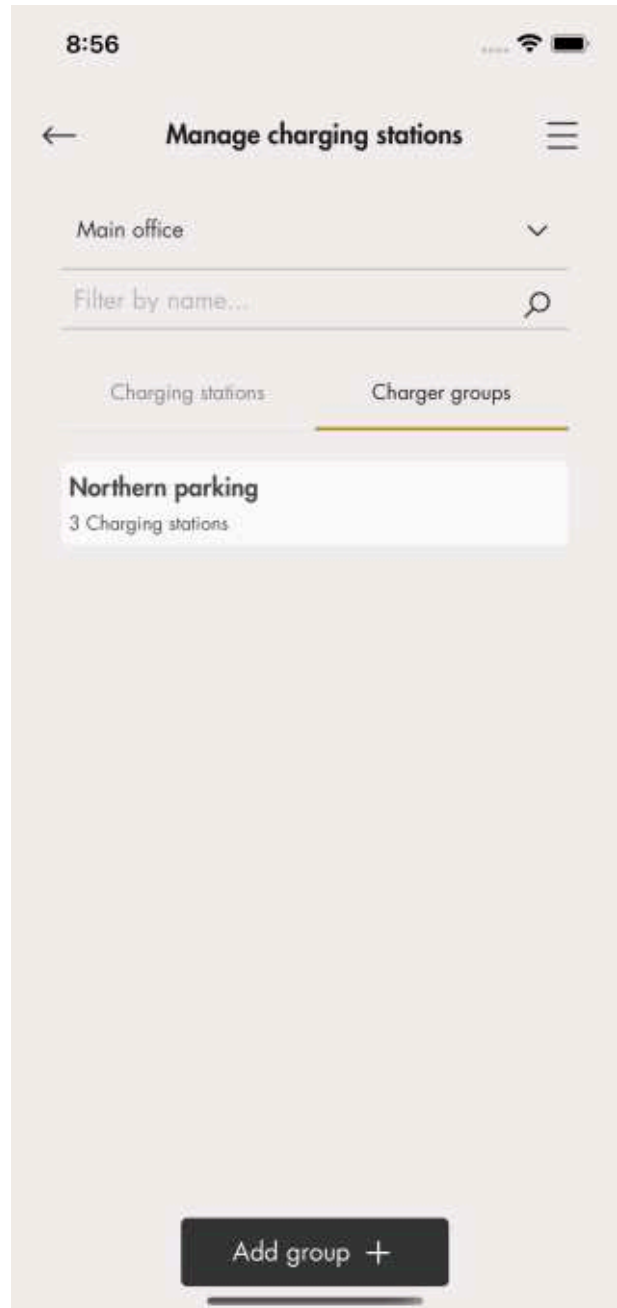 8:56
Manage charging stations
Main office
Filter by name...
Charging stations
Charger groups
Northern parking
3 Charging stations
Add group +